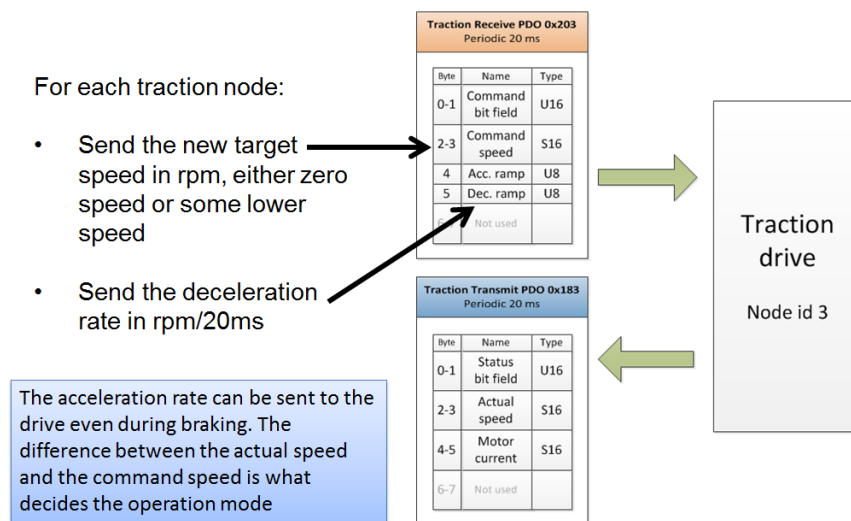 For each traction node:
• Send the new target
speed in rpm, either zero
speed or some lower
speed
• Send the deceleration
rate in rpm/20ms
The acceleration rate can be sent to the
drive even during braking. The
difference between the actual speed
and the command speed is what
decides the operation mode
Traction Receive PDO 0x203
Periodic 20 ms
Byte Name Type
0-1 Command
bit field U16
2-3 Command
speed S16
4 Acc. ramp U8
5 Dec. ramp U8
Not used
Traction Transmit PDO 0x183
Periodic 20 ms
Byte Name Type
0-1 Status
bit field U16
2-3 Actual
speed S16
4-5 Motor
current S16
6-7 Not used
Traction
drive
Node id 3